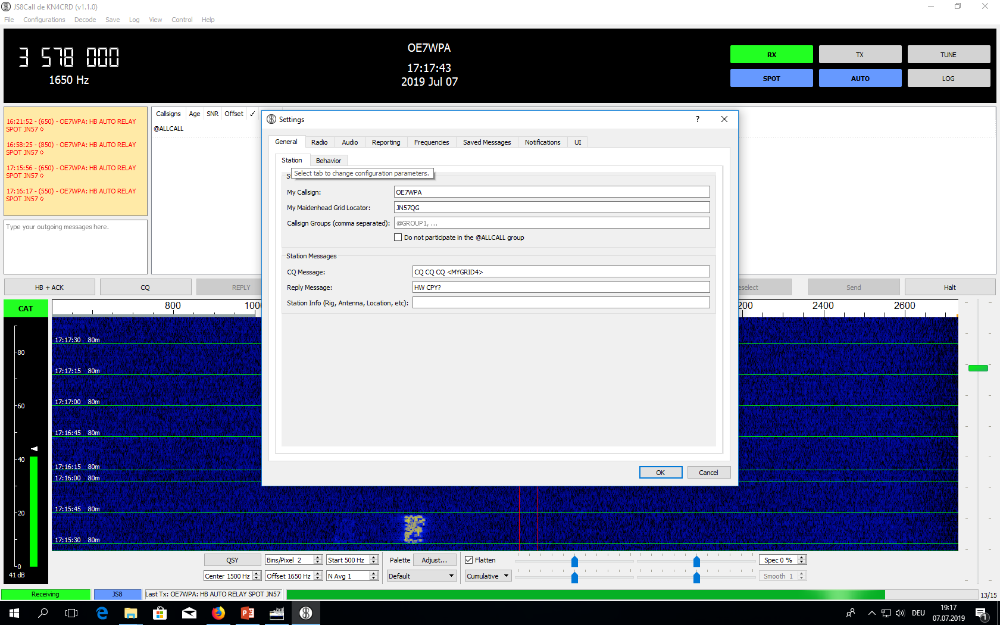 JS8Call de KN4CRD (v1.1.0)
File Configurations Decode Save Log View Control Help
3 578 000
1650 Hz
OE7WPA
17:17:43
2019 Jul 07
RX TX TUNE
SPOT AUTO LOG
16:21:52 - (650) - OE7WPA: HB AUTO RELAY
SPOT JN57 ◊
16:58:25 - (850) - OE7WPA: HB AUTO RELAY
SPOT JN57 ◊
17:15:56 - (650) - OE7WPA: HB AUTO RELAY
SPOT JN57 ◊
17:16:17 - (550) - OE7WPA: HB AUTO RELAY
SPOT JN57 ◊
Type your outgoing messages here.
Callsigns Age SNR Offset ✓
@ALLCALL
Settings ?
General Radio Audio Reporting Frequencies Saved Messages Notifications UI
Station Behavior
Select tab to change configuration parameters.
My Callsign: OE7WPA
My Maidenhead Grid Locator: JN57QG
Callsign Groups (comma separated): @GROUP1, ...
Do not participate in the @ALLCALL group
Station Messages
CQ Message: CQ CQ CQ <MYGRID4>
Reply Message: HW CPY?
Station Info (Rig, Antenna, Location, etc):
OK Cancel
HB + ACK CQ REPLY eselect Send Halt
CAT
800 100 200 2400 2600
17:17:30 80m
17:17:15 80m
17:17:00 80m
17:16:45 80m
17:16:15 80m
17:16:00 80m
17:15:45 80m
17:15:30 80m
80
60
40
20
0
41 dB
QSY Bins/Pixel 2 Start 500 Hz Palette Adjust... Flatten Spec 0 %
Center 1500 Hz Offset 1650 Hz N Avg 1 Default Cumulative Smooth 1
Receiving JS8 Last Tx: OE7WPA: HB AUTO RELAY SPOT JN57 13/15
DEU
19:17
07.07.2019
1